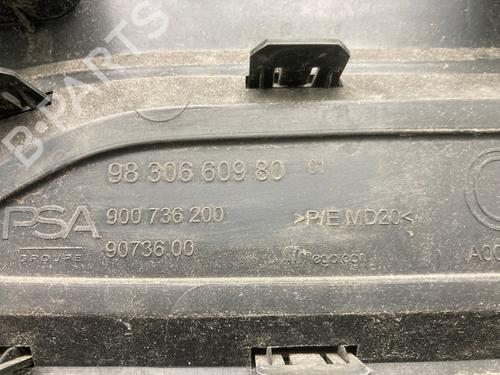 98 306 609 80 01
PSA 900 736 200 >P/E MD20<
GROUPE 90736.00
B-PARTS